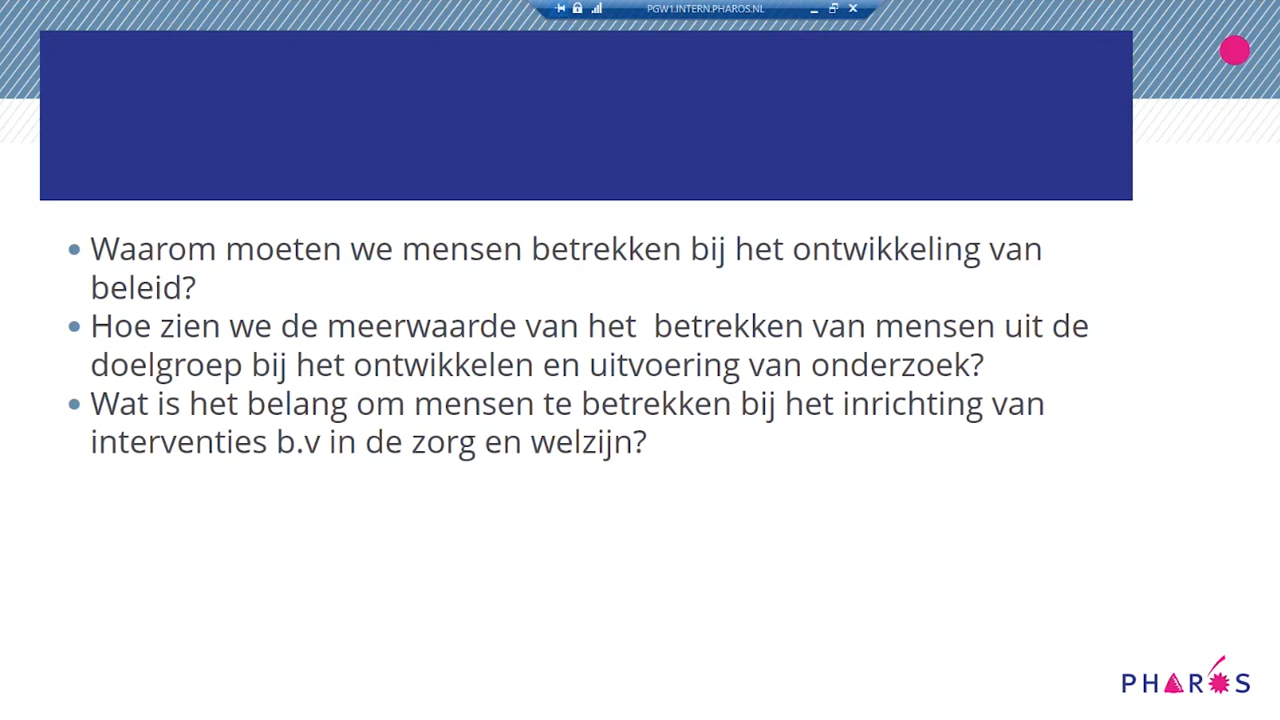 PGW1.INTERN.PHAROS.NL
• Waarom moeten we mensen betrekken bij het ontwikkeling van
beleid?
• Hoe zien we de meerwaarde van het  betrekken van mensen uit de
doelgroep bij het ontwikkelen en uitvoering van onderzoek?
• Wat is het belang om mensen te betrekken bij het inrichting van
interventies b.v in de zorg en welzijn?
PHAROS